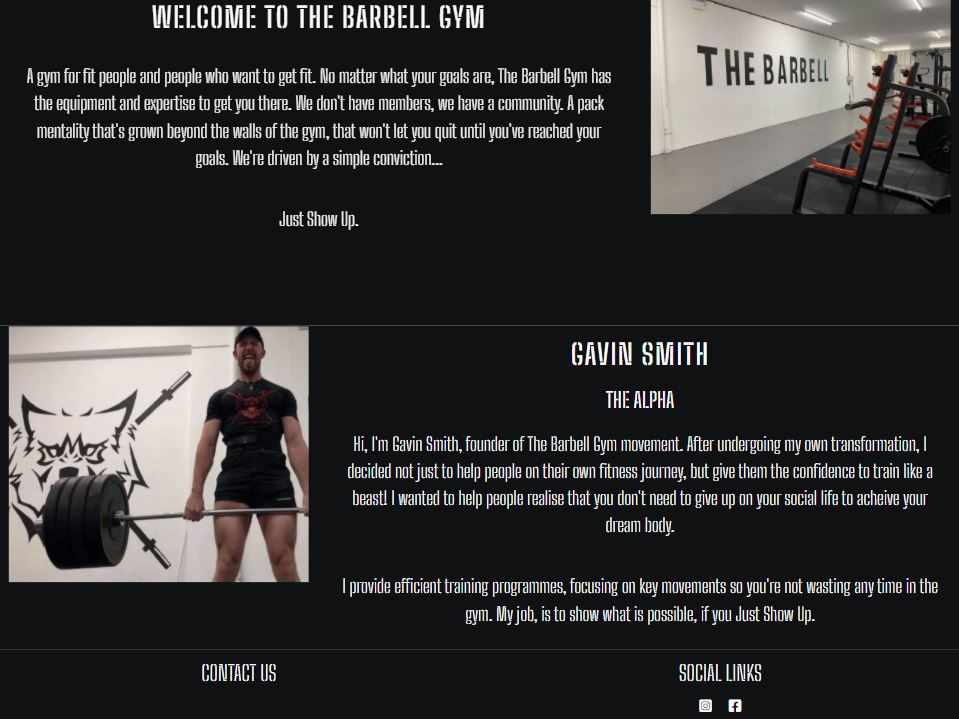 WELCOME TO THE BARBELL GYM
A gym for fit people and people who want to get fit. No matter what your goals are, The Barbell Gym has
the equipment and expertise to get you there. We don't have members, we have a community. A pack
mentality that's grown beyond the walls of the gym, that won't let you quit until you've reached your
goals. We're driven by a simple conviction...
Just Show Up.
THE BARBELL
GAVIN SMITH
THE ALPHA
Hi, I'm Gavin Smith, founder of The Barbell Gym movement. After undergoing my own transformation, I
decided not just to help people on their own fitness journey, but give them the confidence to train like a
beast! I wanted to help people realise that you don't need to give up on your social life to acheive your
dream body.
I provide efficient training programmes, focusing on key movements so you're not wasting any time in the
gym. My job, is to show what is possible, if you Just Show Up.
CONTACT US
SOCIAL LINKS